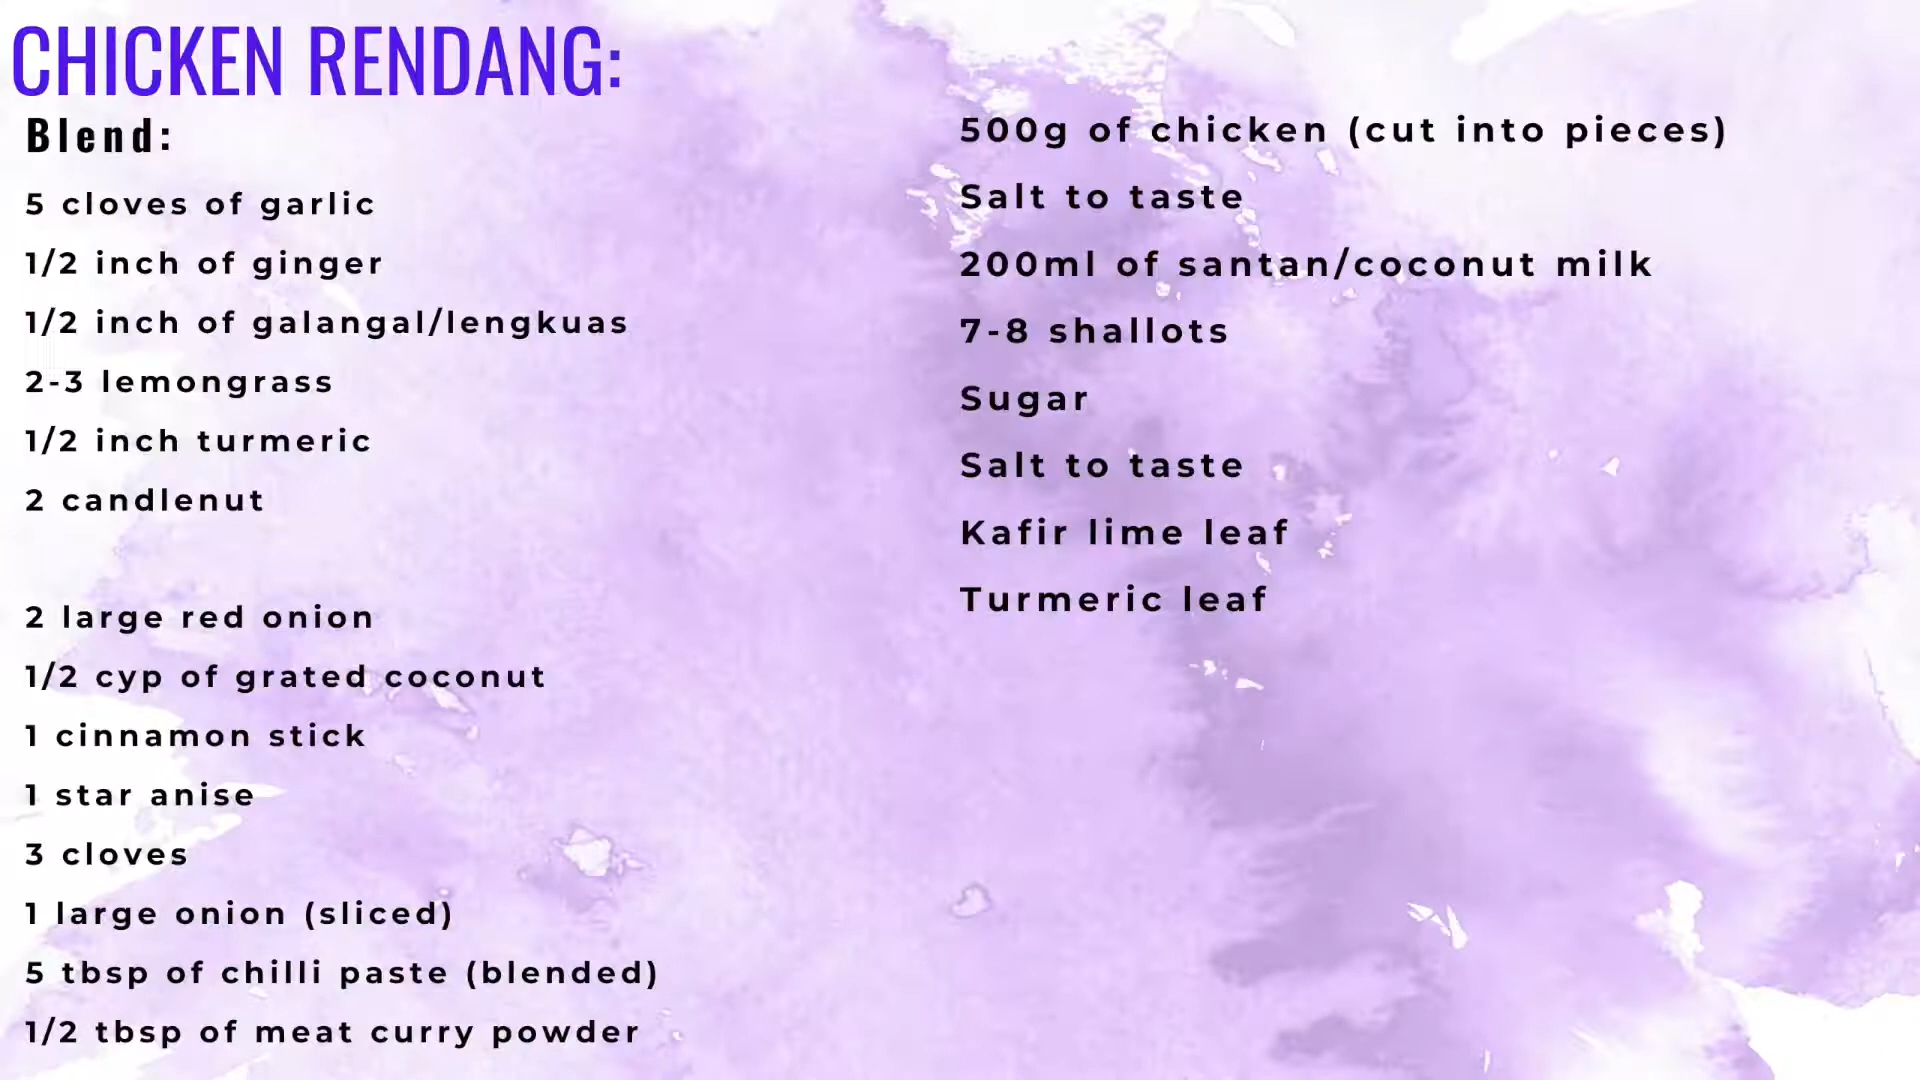 CHICKEN RENDANG:
Blend:
5 cloves of garlic
1/2 inch of ginger
1/2 inch of galangal/lengkuas
2-3 lemongrass
1/2 inch turmeric
2 candlenut
2 large red onion
1/2 cyp of grated coconut
1 cinnamon stick
1 star anise
3 cloves
1 large onion (sliced)
5 tbsp of chilli paste (blended)
1/2 tbsp of meat curry powder
500g of chicken (cut into pieces)
Salt to taste
200ml of santan/coconut milk
7-8 shallots
Sugar
Salt to taste
Kafir lime leaf
Turmeric leaf